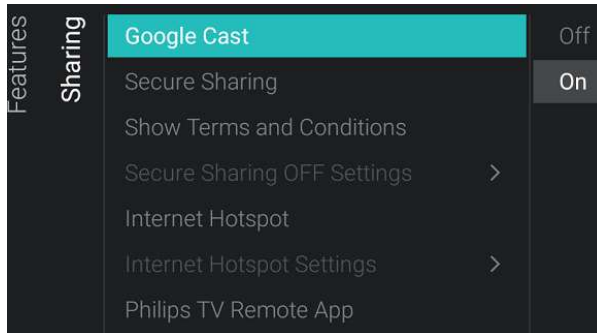 Features
Sharing
Google Cast
Off
Secure Sharing
On
Show Terms and Conditions
Secure Sharing OFF Settings >
Internet Hotspot
Internet Hotspot Settings >
Philips TV Remote App